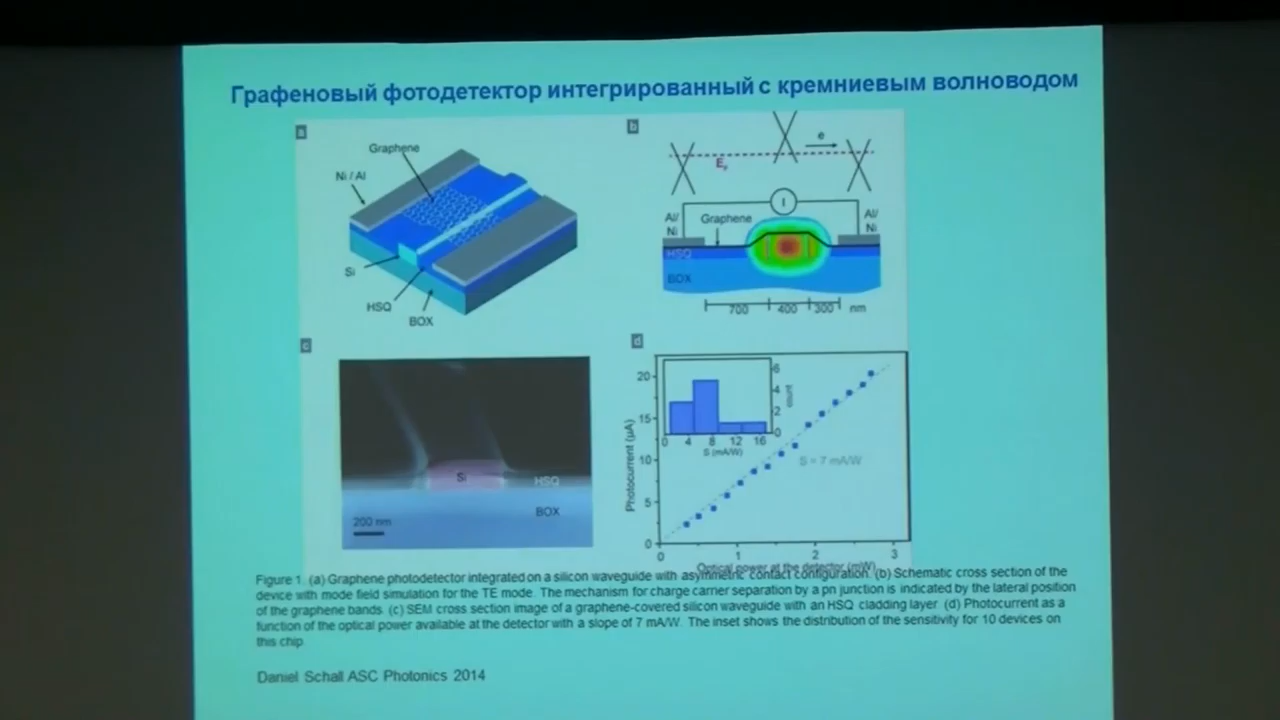 Графеновый фотодетектор интегрированный с кремниевым волноводом
a
Graphene
Ni / Al
Si
HSQ
BOX
b
e
E
Al/
Ni
Graphene
I
Al/
Ni
HSQ
BOX
700 400 300 nm
c
Si
HSQ
BOX
200 nm
d
Photocurrent (μA)
20
15
10
5
0
0 1 2 3
Optical power at the detector (mW)
6
4
2
0
count
0 4 8 12 16
S (mA/W)
S = 7 mA/W
Figure 1. (a) Graphene photodetector integrated on a silicon waveguide with asymmetric contact configuration. (b) Schematic cross section of the
device with mode field simulation for the TE mode. The mechanism for charge carrier separation by a pn junction is indicated by the lateral position
of the graphene bands. (c) SEM cross section image of a graphene-covered silicon waveguide with an HSQ cladding layer. (d) Photocurrent as a
function of the optical power available at the detector with a slope of 7 mA/W. The inset shows the distribution of the sensitivity for 10 devices on
this chip.
Daniel Schall ASC Photonics 2014